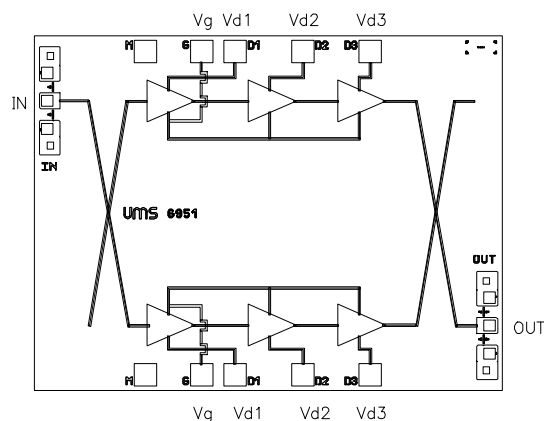 Vg Vd1 Vd2 Vd3
M G D1 D2 D3
IN
IN
UMS 6951
OUT
OUT
M G D1 D2 D3
Vg Vd1 Vd2 Vd3